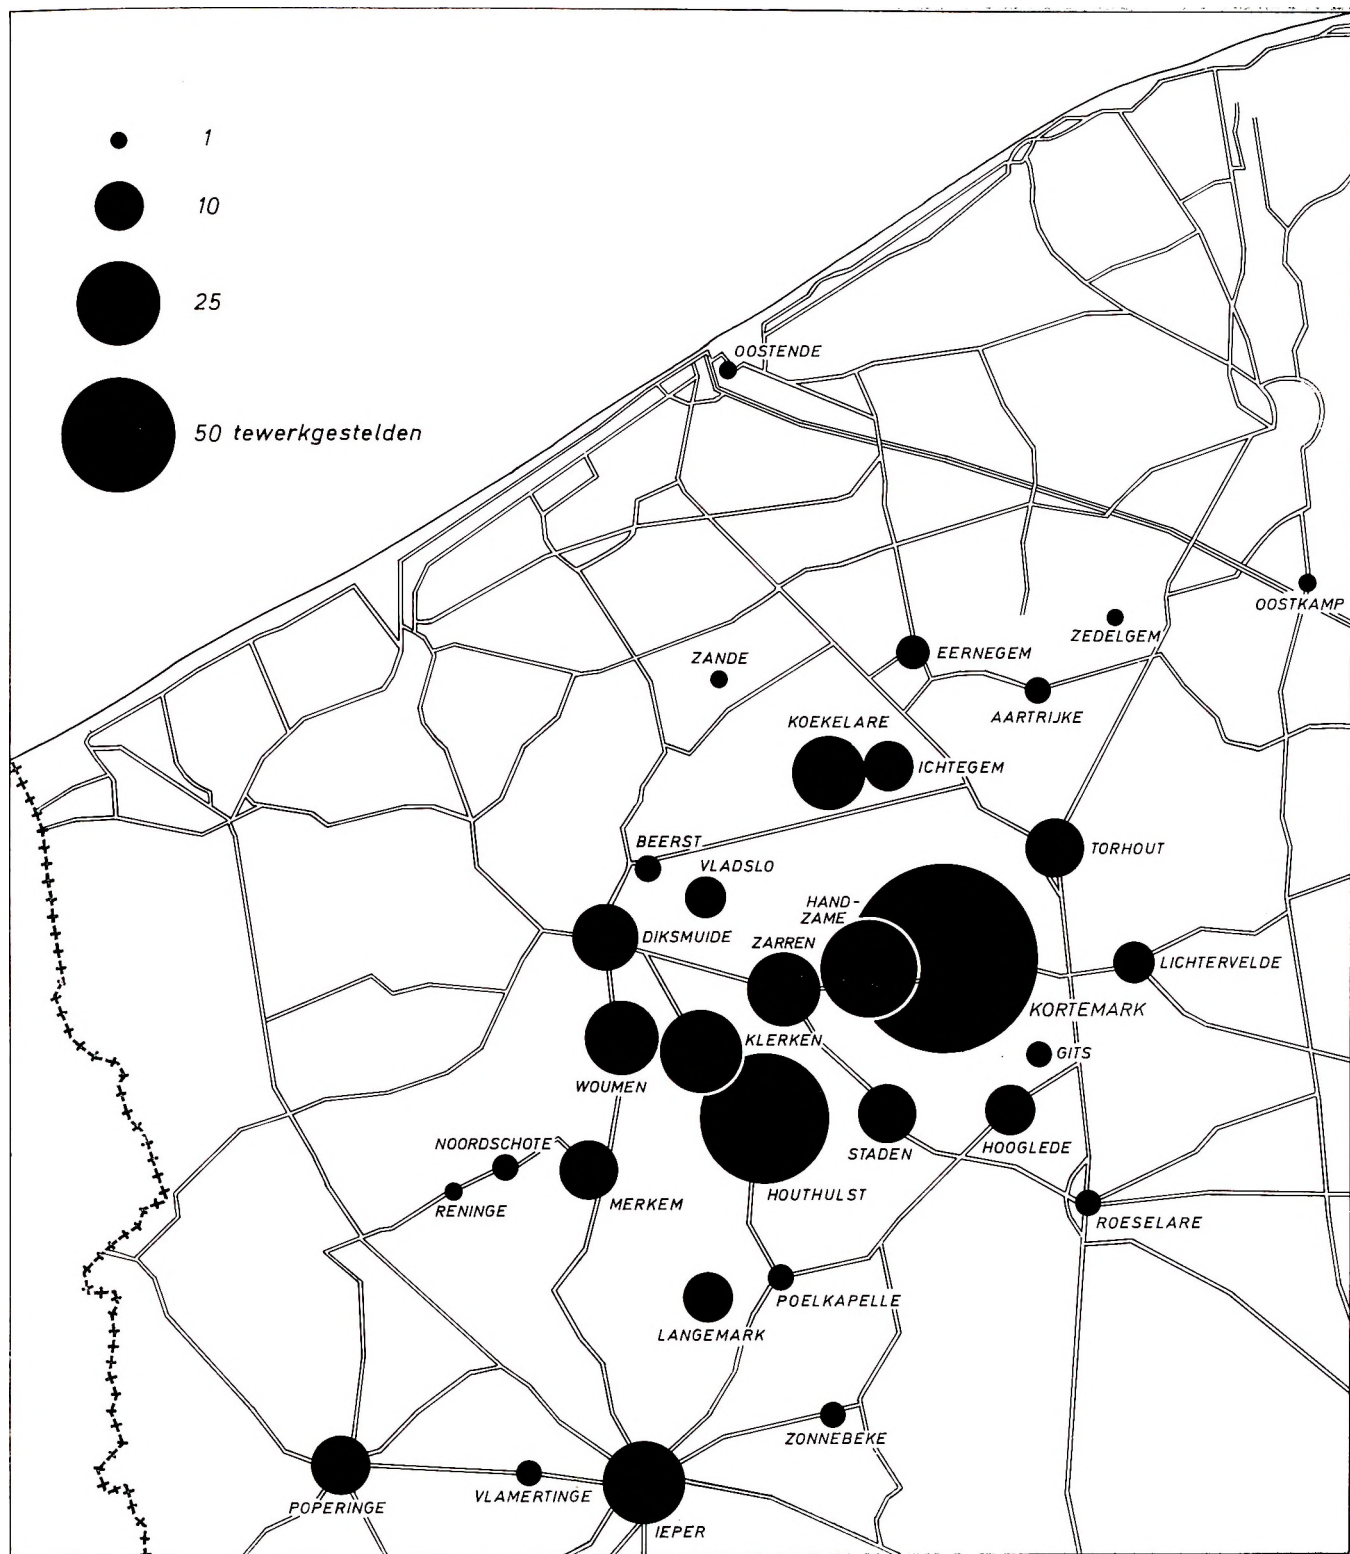 1
10
25
50 tewerkgestelden
OOSTENDE
OOSTKAMP
ZEDELGEM
EERNEGEM
ZANDE
AARTRIJKE
KOEKELARE
ICHTEGEM
BEERST
TORHOUT
VLADSLO
HAND-
ZAME
DIKSMUIDE
ZARREN
LICHTERVELDE
KORTEMARK
KLERKEN
GITS
WOUMEN
NOORDSCHOTE
STADEN
HOOGLEDE
HOUTHULST
MERKEM
RENINGE
ROESELARE
POELKAPELLE
LANGEMARK
ZONNEBEKE
VLAMERTINGE
POPERINGE
IEPER